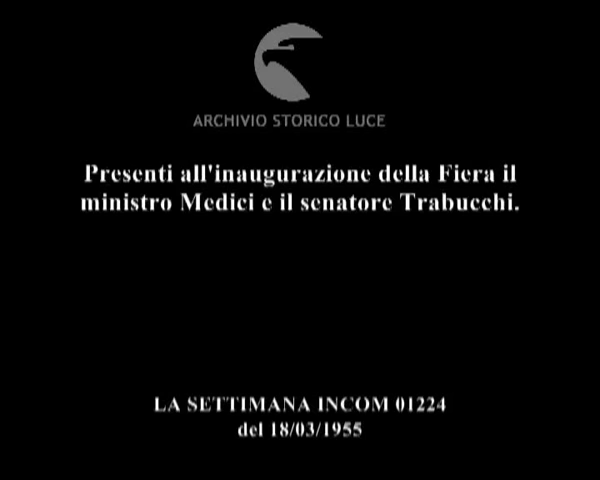 ARCHIVIO STORICO LUCE
Presenti all'inaugurazione della Fiera il
ministro Medici e il senatore Trabucchi.
LA SETTIMANA INCOM 01224
del 18/03/1955